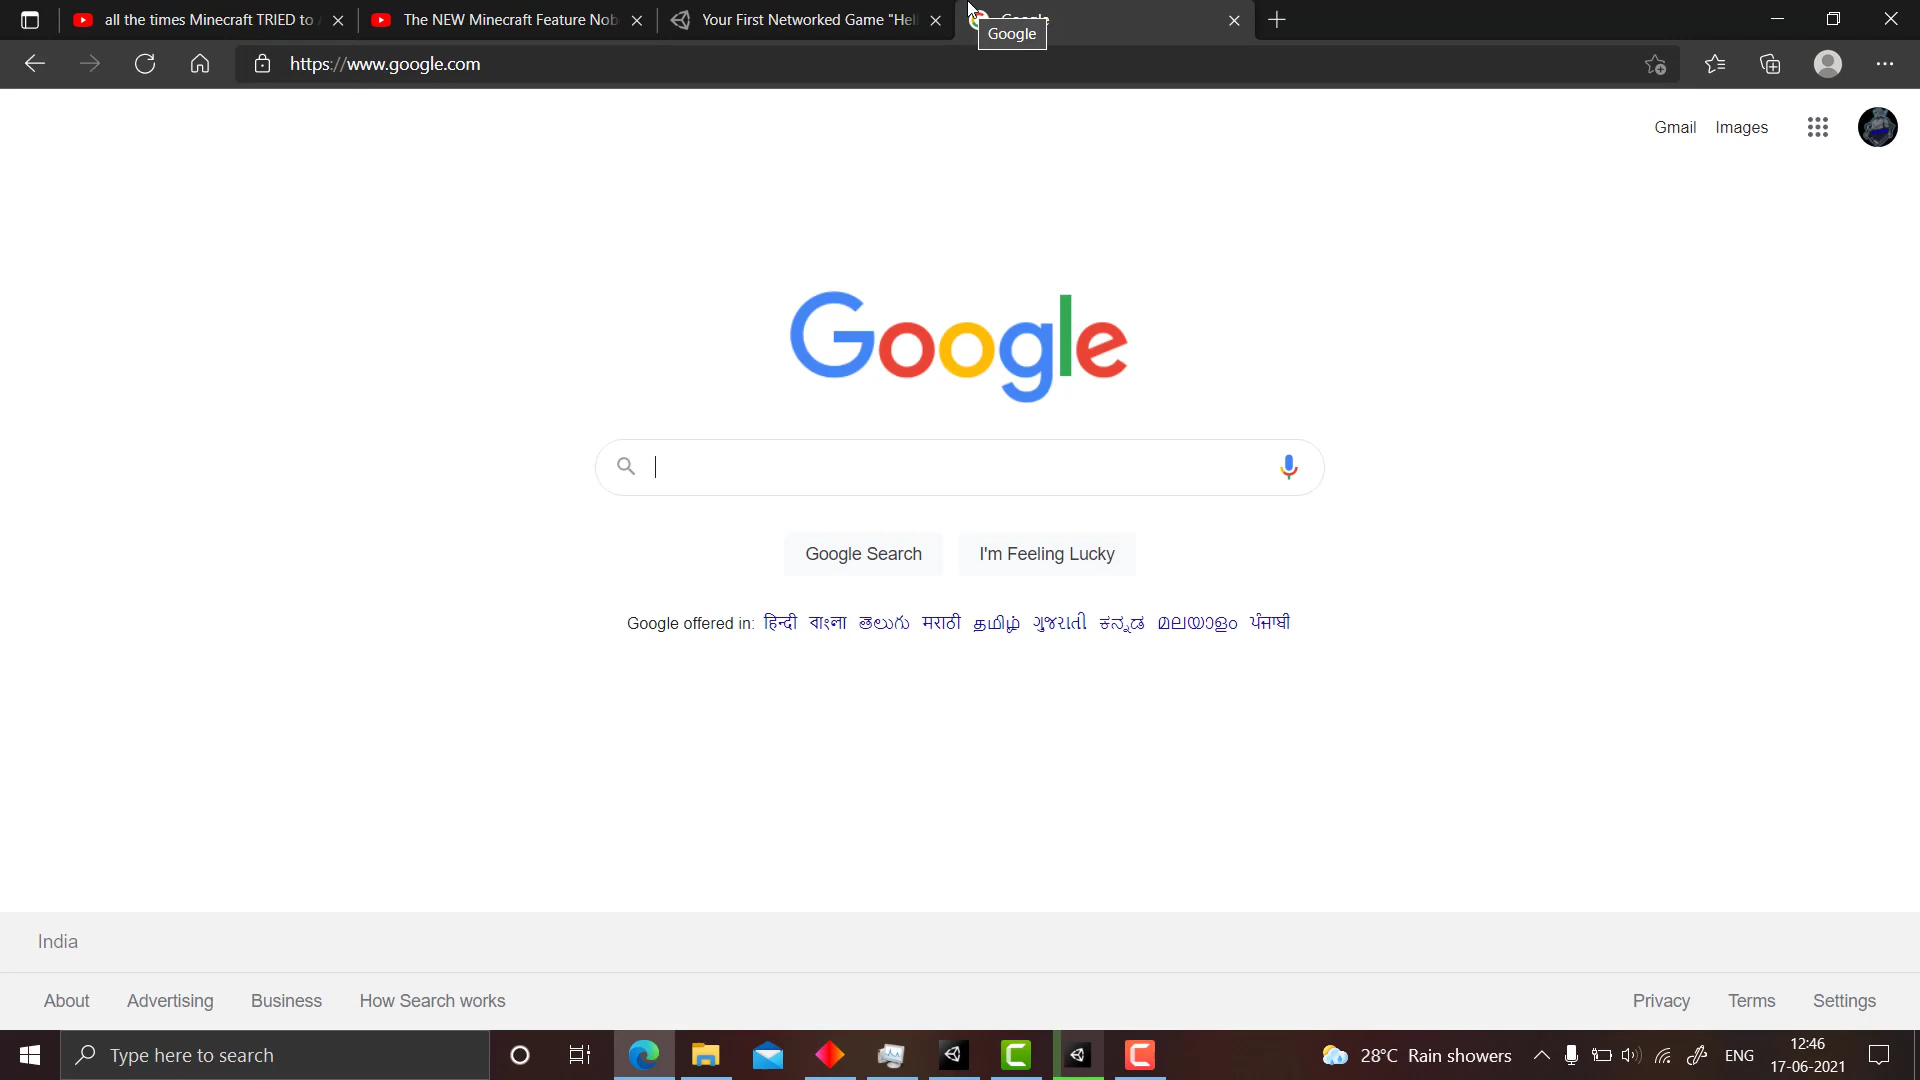 all the times Minecraft TRIED to
The NEW Minecraft Feature Nob
Your First Networked Game "Hel
Google
Google
https://www.google.com
Gmail Images
Google
Google Search
I'm Feeling Lucky
Google offered in: हिन्दी বাংলা తెలుగు मराठी தமிழ் ગુજરાતી ಕನ್ನಡ മലയാളം ਪੰਜਾਬੀ
India
About Advertising Business How Search works
Privacy Terms Settings
Type here to search
28°C Rain showers
ENG
12:46
17-06-2021